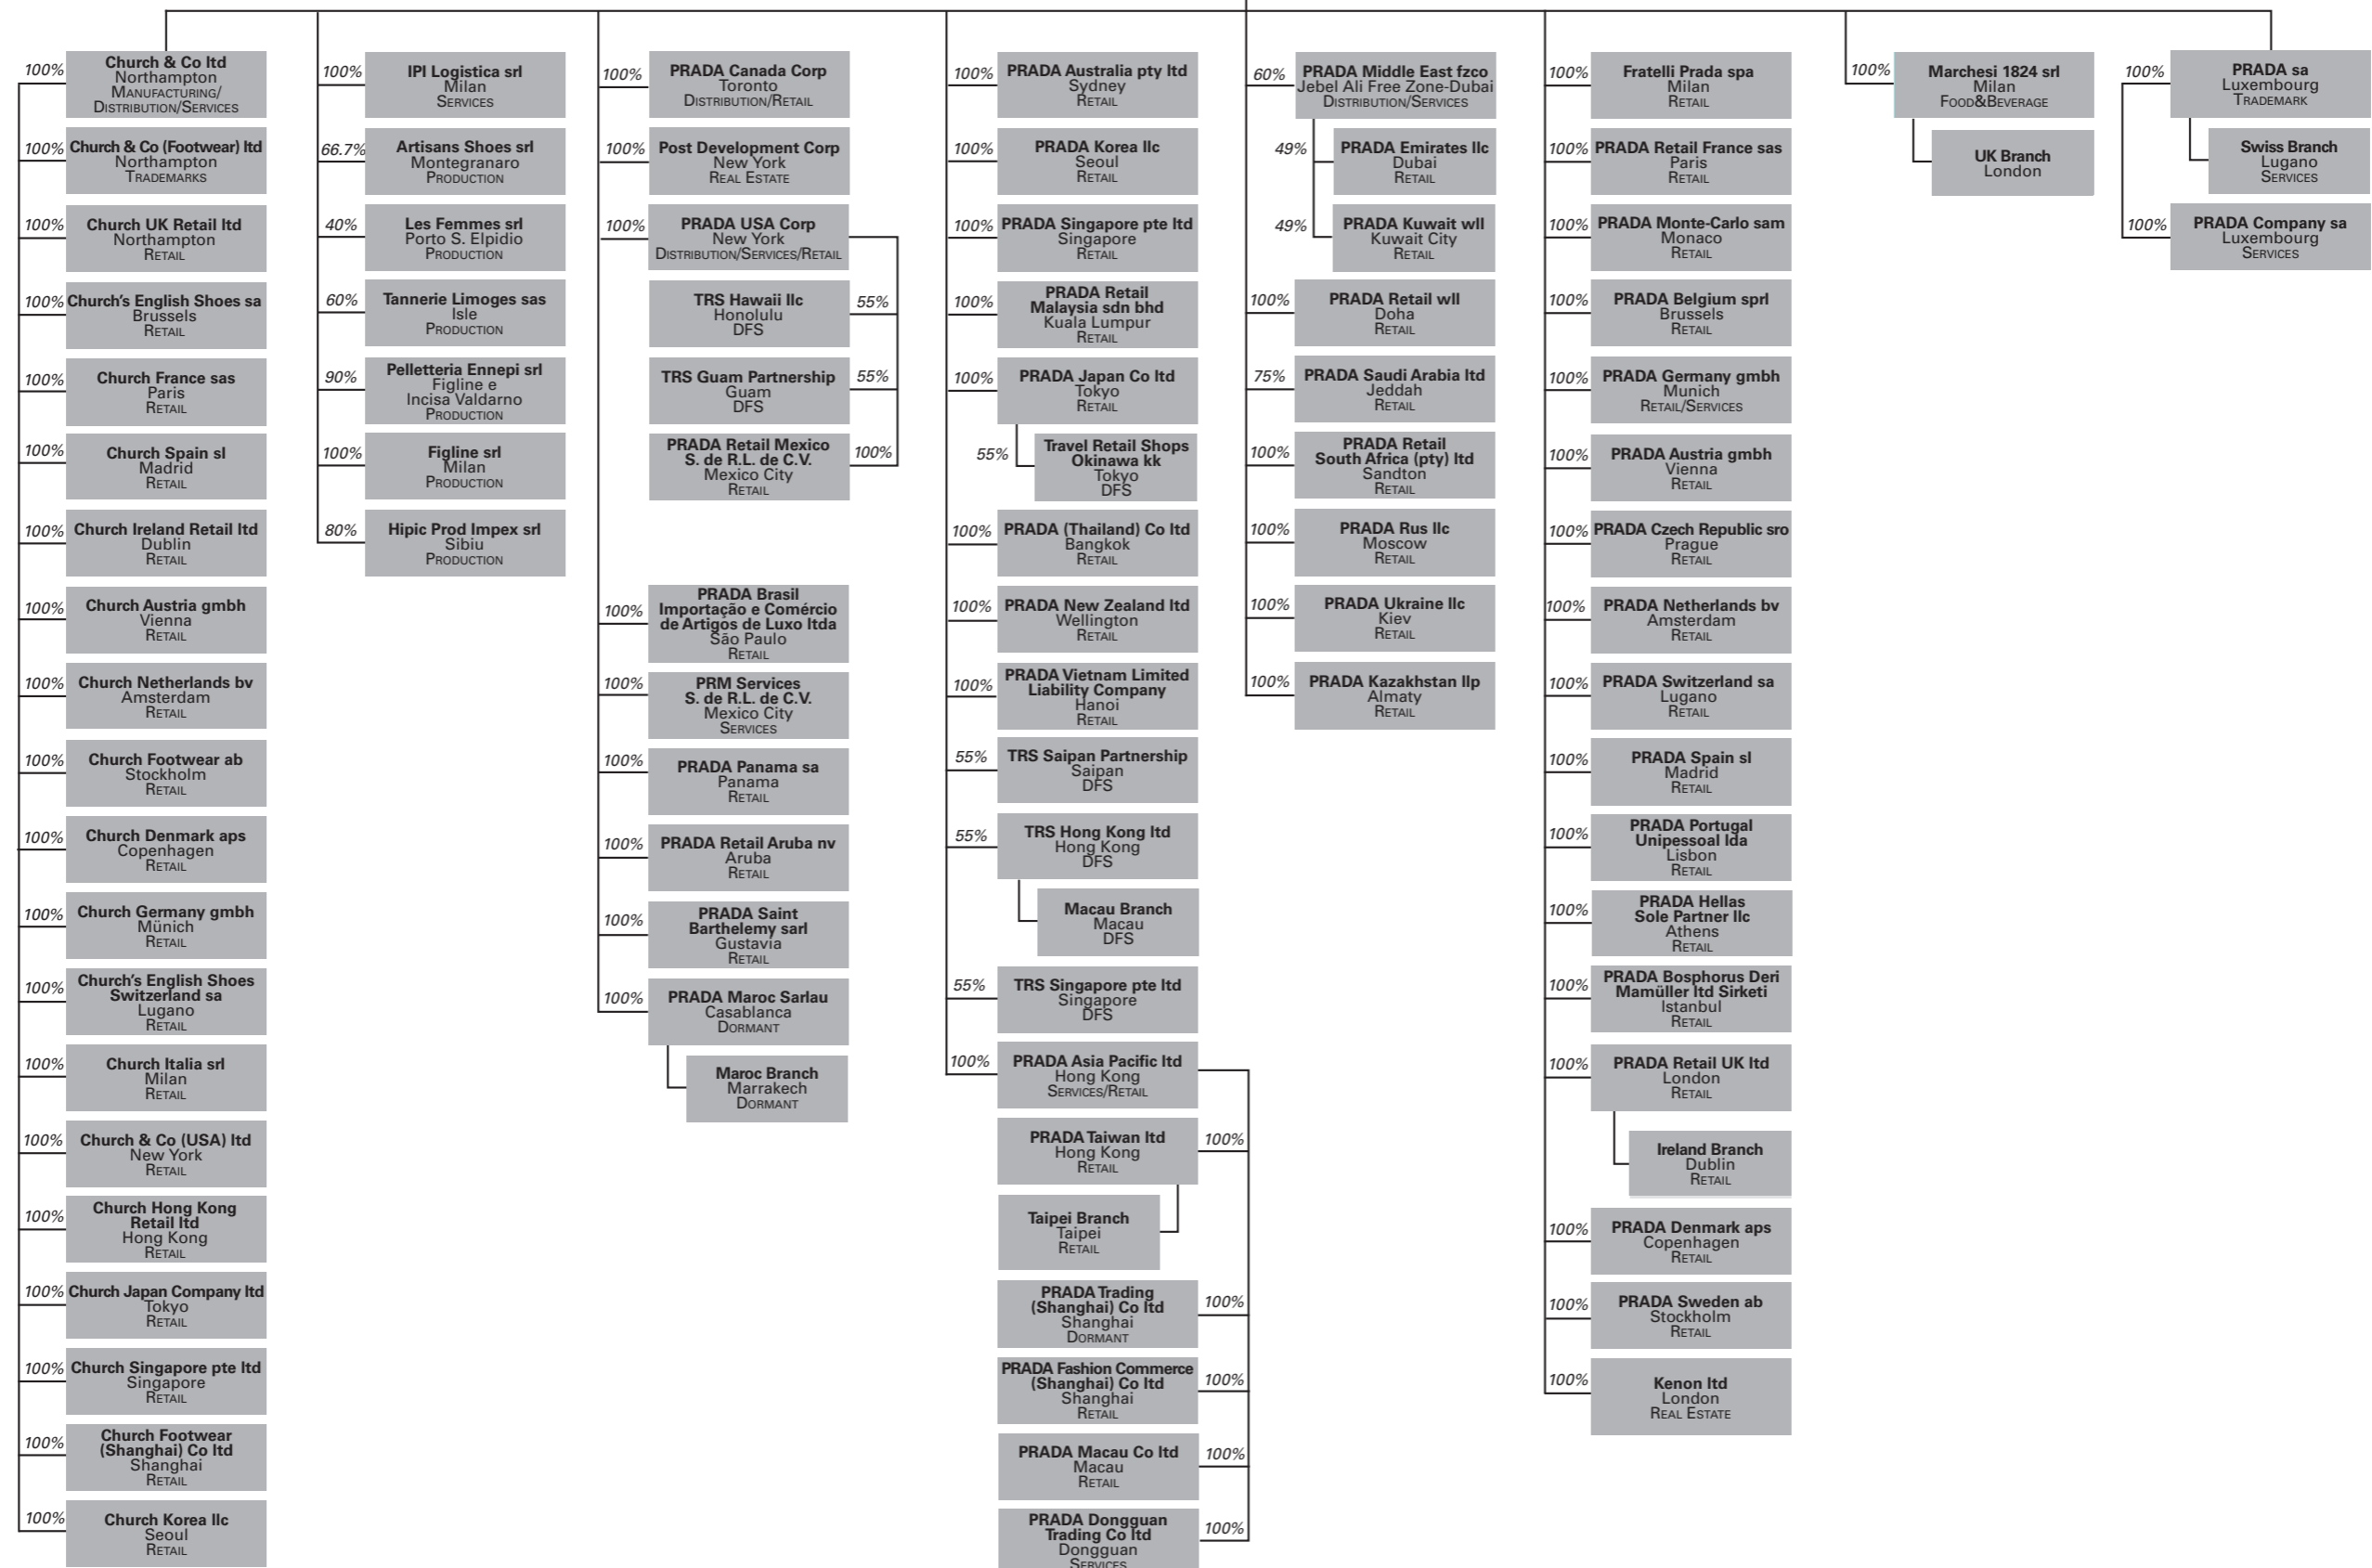 100%
Church & Co ltd
Northampton
Manufacturing/
Distribution/Services
100%
Church & Co (Footwear) ltd
Northampton
Trademarks
100%
Church UK Retail ltd
Northampton
Retail
100%
Church's English Shoes sa
Brussels
Retail
100%
Church France sas
Paris
Retail
100%
Church Spain sl
Madrid
Retail
100%
Church Ireland Retail ltd
Dublin
Retail
100%
Church Austria gmbh
Vienna
Retail
100%
Church Netherlands bv
Amsterdam
Retail
100%
Church Footwear ab
Stockholm
Retail
100%
Church Denmark aps
Copenhagen
Retail
100%
Church Germany gmbh
Münich
Retail
100%
Church's English Shoes
Switzerland sa
Lugano
Retail
100%
Church Italia srl
Milan
Retail
100%
Church & Co (USA) ltd
New York
Retail
100%
Church Hong Kong
Retail ltd
Hong Kong
Retail
100%
Church Japan Company ltd
Tokyo
Retail
100%
Church Singapore pte ltd
Singapore
Retail
100%
Church Footwear
(Shanghai) Co ltd
Shanghai
Retail
100%
Church Korea llc
Seoul
Retail
100%
IPI Logistica srl
Milan
Services
66.7%
Artisans Shoes srl
Montegranaro
Production
40%
Les Femmes srl
Porto S. Elpidio
Production
60%
Tannerie Limoges sas
Isle
Production
90%
Pelletteria Ennepi srl
Figline e
Incisa Valdarno
Production
100%
Figline srl
Milan
Production
80%
Hipic Prod Impex srl
Sibiu
Production
100%
PRADA Canada Corp
Toronto
Distribution/Retail
100%
Post Development Corp
New York
Real Estate
100%
PRADA USA Corp
New York
Distribution/Services/Retail
TRS Hawaii llc
Honolulu
DFS
55%
TRS Guam Partnership
Guam
DFS
55%
PRADA Retail Mexico
S. de R.L. de C.V.
Mexico City
Retail
100%
100%
PRADA Brasil
Importação e Comércio
de Artigos de Luxo ltda
São Paulo
Retail
100%
PRM Services
S. de R.L. de C.V.
Mexico City
Services
100%
PRADA Panama sa
Panama
Retail
100%
PRADA Retail Aruba nv
Aruba
Retail
100%
PRADA Saint
Barthelemy sarl
Gustavia
Retail
100%
PRADA Maroc Sarlau
Casablanca
Dormant
Maroc Branch
Marrakech
Dormant
100%
PRADA Australia pty ltd
Sydney
Retail
100%
PRADA Korea llc
Seoul
Retail
100%
PRADA Singapore pte ltd
Singapore
Retail
100%
PRADA Retail
Malaysia sdn bhd
Kuala Lumpur
Retail
100%
PRADA Japan Co ltd
Tokyo
Retail
55%
Travel Retail Shops
Okinawa kk
Tokyo
DFS
100%
PRADA (Thailand) Co ltd
Bangkok
Retail
100%
PRADA New Zealand ltd
Wellington
Retail
100%
PRADA Vietnam Limited
Liability Company
Hanoi
Retail
55%
TRS Saipan Partnership
Saipan
DFS
55%
TRS Hong Kong ltd
Hong Kong
DFS
Macau Branch
Macau
DFS
55%
TRS Singapore pte ltd
Singapore
DFS
100%
PRADA Asia Pacific ltd
Hong Kong
Services/Retail
PRADA Taiwan ltd
Hong Kong
Retail
100%
Taipei Branch
Taipei
Retail
PRADA Trading
(Shanghai) Co ltd
Shanghai
Dormant
100%
PRADA Fashion Commerce
(Shanghai) Co ltd
Shanghai
Retail
100%
PRADA Macau Co ltd
Macau
Retail
100%
PRADA Dongguan
Trading Co ltd
Dongguan
Services
100%
60%
PRADA Middle East fzco
Jebel Ali Free Zone-Dubai
Distribution/Services
49%
PRADA Emirates llc
Dubai
Retail
49%
PRADA Kuwait wll
Kuwait City
Retail
100%
PRADA Retail wll
Doha
Retail
75%
PRADA Saudi Arabia ltd
Jeddah
Retail
100%
PRADA Retail
South Africa (pty) ltd
Sandton
Retail
100%
PRADA Rus llc
Moscow
Retail
100%
PRADA Ukraine llc
Kiev
Retail
100%
PRADA Kazakhstan llp
Almaty
Retail
100%
Fratelli Prada spa
Milan
Retail
100%
PRADA Retail France sas
Paris
Retail
100%
PRADA Monte-Carlo sam
Monaco
Retail
100%
PRADA Belgium sprl
Brussels
Retail
100%
PRADA Germany gmbh
Munich
Retail/Services
100%
PRADA Austria gmbh
Vienna
Retail
100%
PRADA Czech Republic sro
Prague
Retail
100%
PRADA Netherlands bv
Amsterdam
Retail
100%
PRADA Switzerland sa
Lugano
Retail
100%
PRADA Spain sl
Madrid
Retail
100%
PRADA Portugal
Unipessoal lda
Lisbon
Retail
100%
PRADA Hellas
Sole Partner llc
Athens
Retail
100%
PRADA Bosphorus Deri
Mamüller ltd Sirketi
Istanbul
Retail
100%
PRADA Retail UK ltd
London
Retail
Ireland Branch
Dublin
Retail
100%
PRADA Denmark aps
Copenhagen
Retail
100%
PRADA Sweden ab
Stockholm
Retail
100%
Kenon ltd
London
Real Estate
100%
Marchesi 1824 srl
Milan
Food&Beverage
UK Branch
London
100%
PRADA sa
Luxembourg
Trademark
Swiss Branch
Lugano
Services
100%
PRADA Company sa
Luxembourg
Services